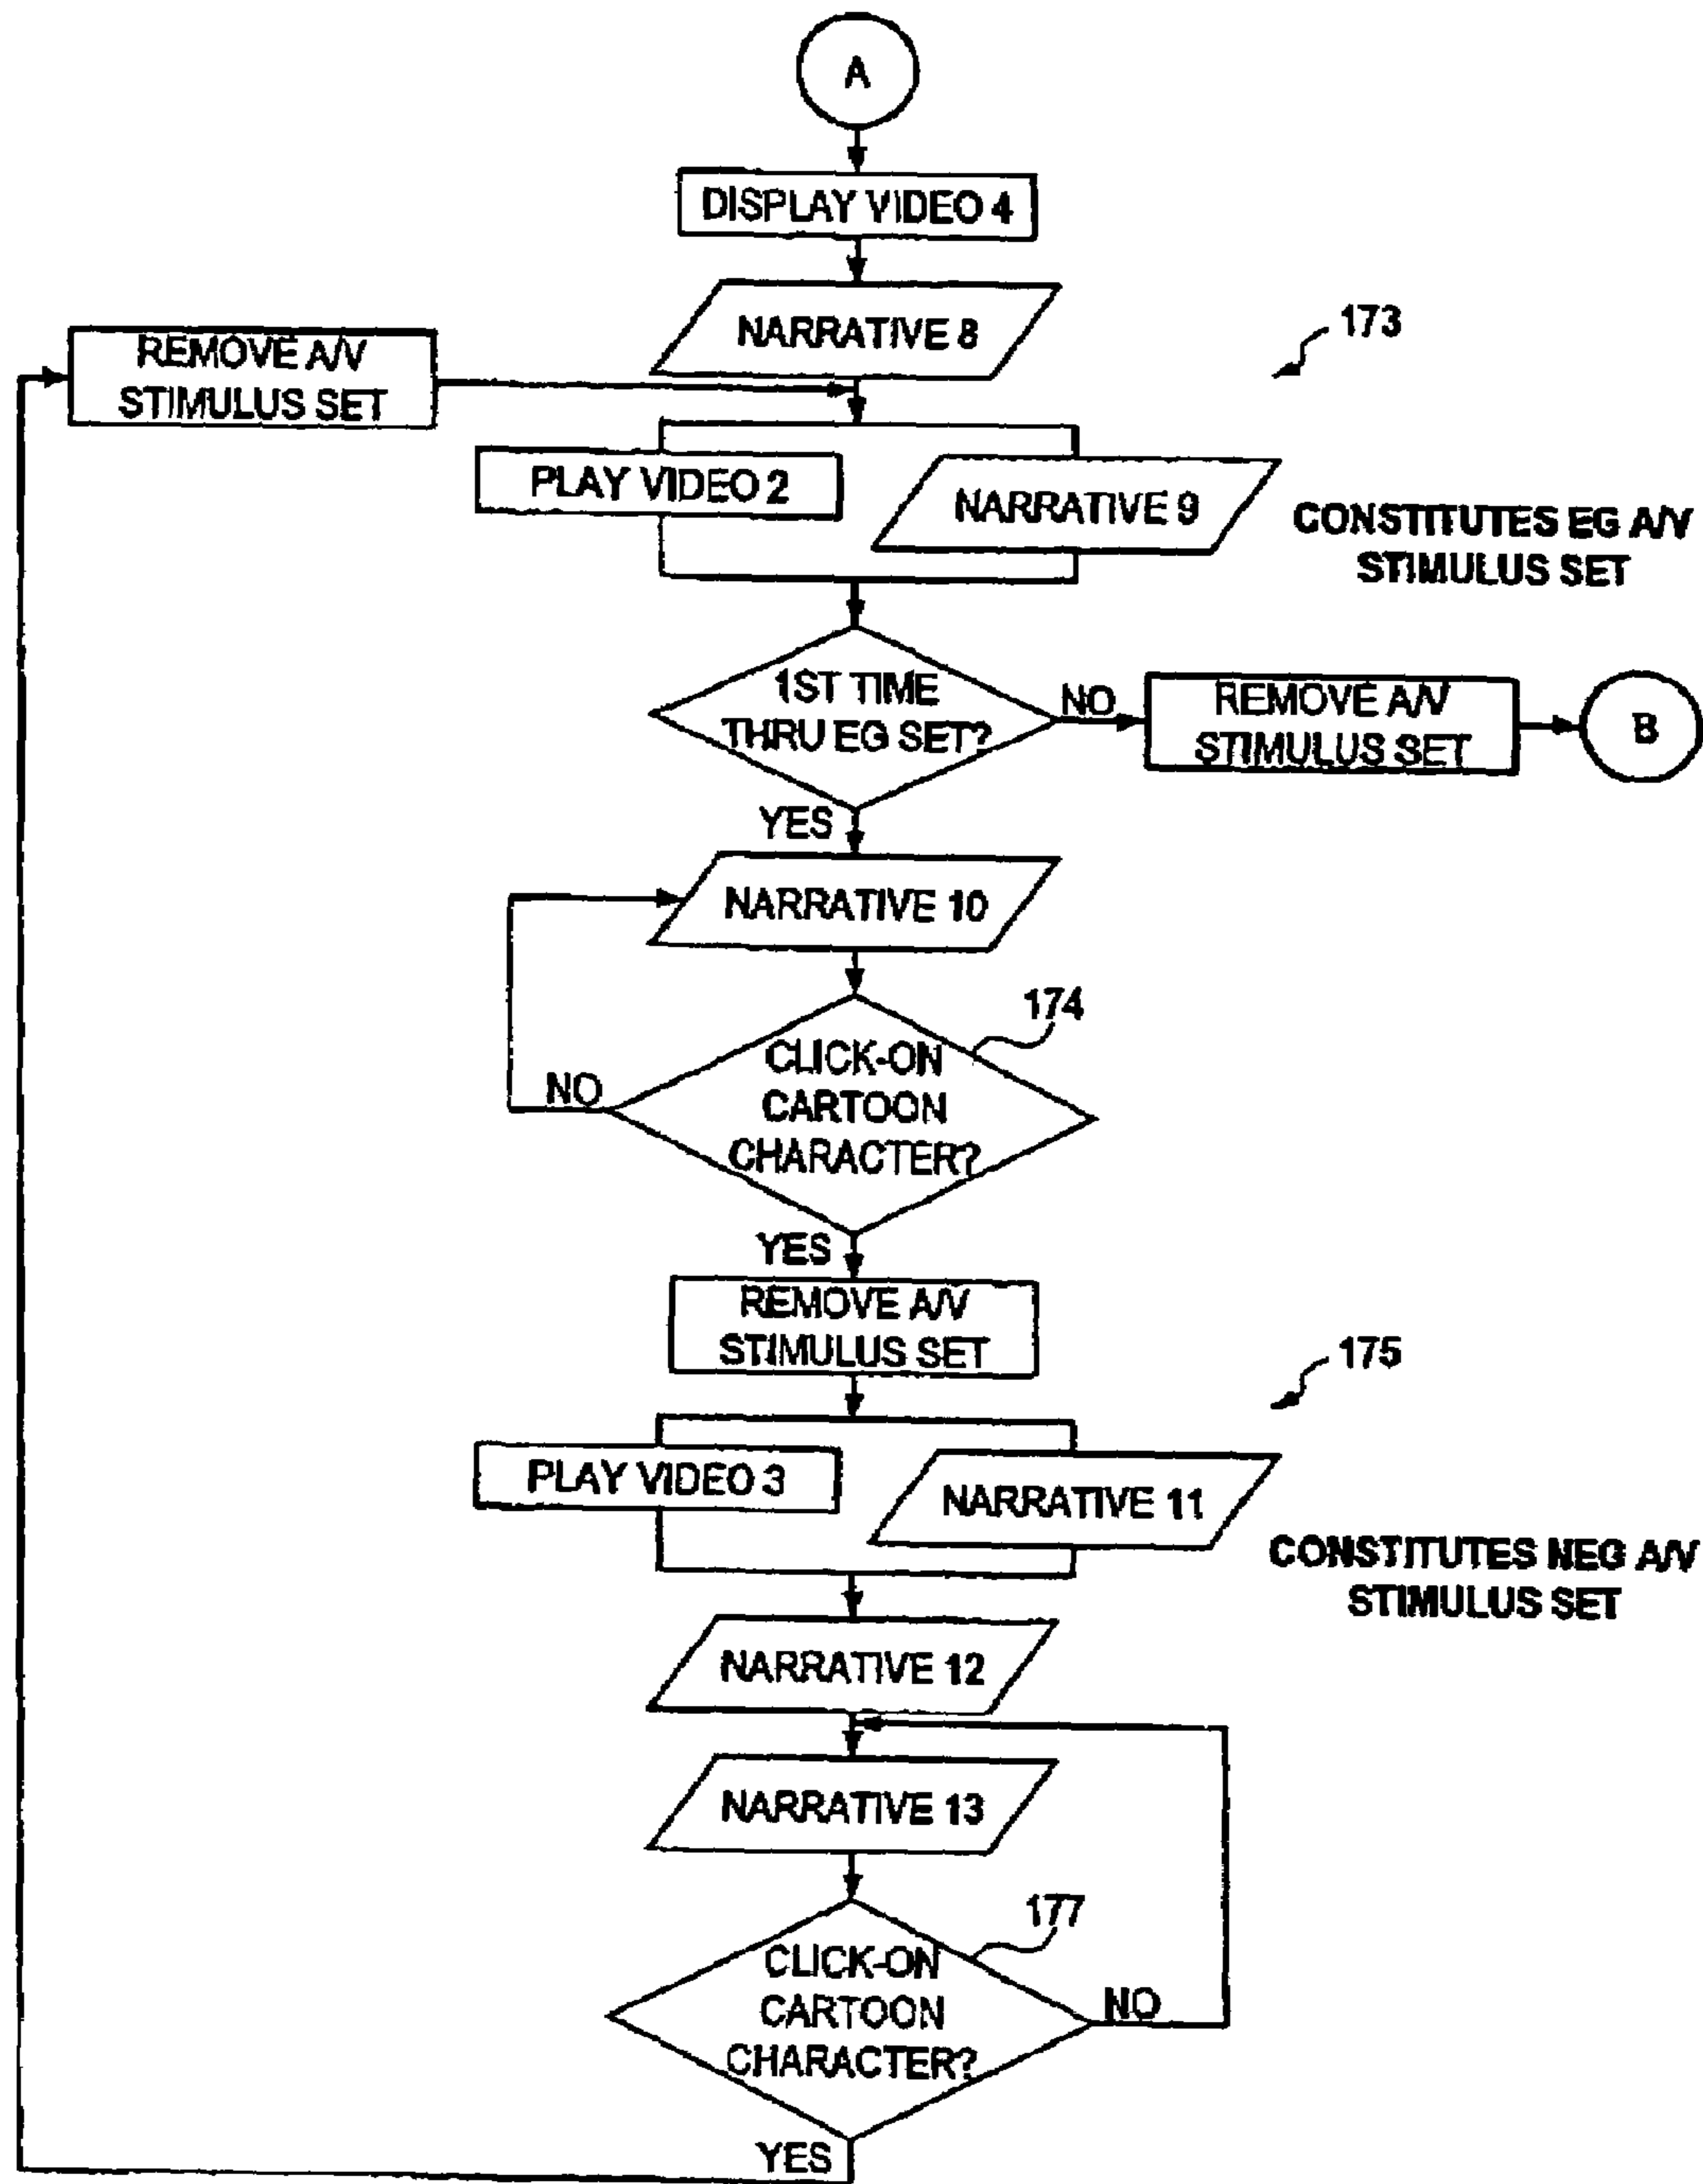 A
DISPLAY VIDEO 4
NARRATIVE 8
173
REMOVE A/V
STIMULUS SET
PLAY VIDEO 2
NARRATIVE 9
CONSTITUTES EG A/V
STIMULUS SET
1ST TIME
THRU EG SET?
NO
REMOVE A/V
STIMULUS SET
B
YES
NARRATIVE 10
174
CLICK-ON
CARTOON
CHARACTER?
NO
YES
REMOVE A/V
STIMULUS SET
175
PLAY VIDEO 3
NARRATIVE 11
CONSTITUTES NEG A/V
STIMULUS SET
NARRATIVE 12
NARRATIVE 13
177
CLICK-ON
CARTOON
CHARACTER?
NO
YES